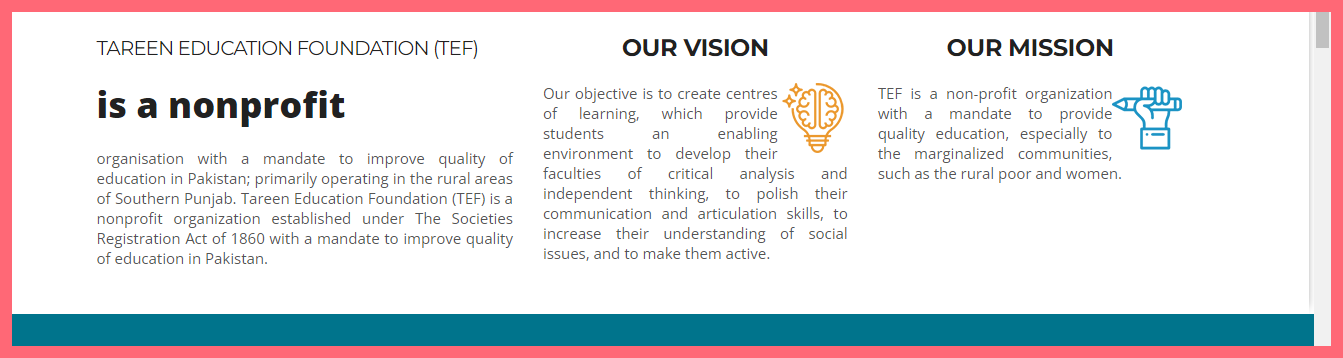 TAREEN EDUCATION FOUNDATION (TEF)
is a nonprofit
organisation with a mandate to improve quality of
education in Pakistan; primarily operating in the rural areas
of Southern Punjab. Tareen Education Foundation (TEF) is a
nonprofit organization established under The Societies
Registration Act of 1860 with a mandate to improve quality
of education in Pakistan.
OUR VISION
Our objective is to create centres
of learning, which provide
students an enabling
environment to develop their
faculties of critical analysis and
independent thinking, to polish their
communication and articulation skills, to
increase their understanding of social
issues, and to make them active.
OUR MISSION
TEF is a non-profit organization
with a mandate to provide
quality education, especially to
the marginalized communities,
such as the rural poor and women.